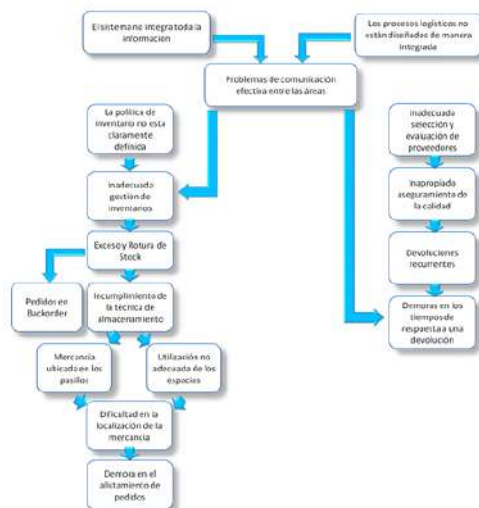 El sistema no integra toda la
información
Los procesos logísticos no
están diseñados de manera
integrada
Problemas de comunicación
efectiva entre las áreas
La política de
inventario no esta
claramente
definida
Inadecuada
selección y
evaluación de
proveedores
Inadecuada
gestión de
inventarios
Inapropiado
aseguramiento de
la calidad
Exceso y Rotura de
Stock
Devoluciones
recurrentes
Pedidos en
Backorder
Incumplimiento de
la técnica de
almacenamiento
Demoras en los
tiempos de
respuesta a una
devolución
Mercancía
ubicada en los
pasillos
Utilización no
adecuada de los
espacios
Dificultad en la
localización de la
mercancía
Demora en el
alistamiento de
pedidos